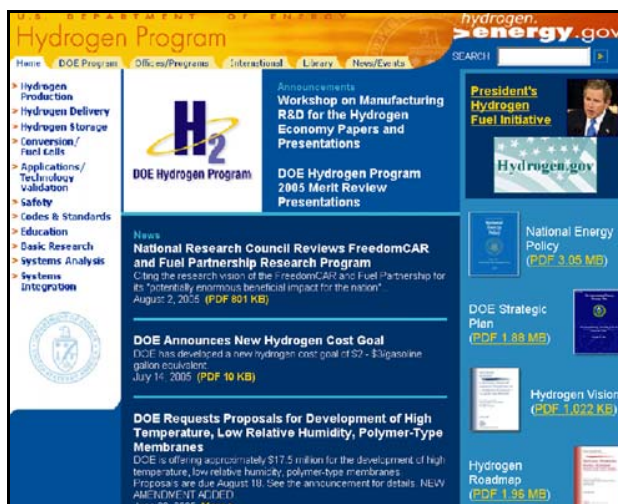 U.S. DEPARTMENT OF ENERGY
Hydrogen Program
hydrogen.
>energy.gov
SEARCH
Home
DOE Program
Offices/Programs
International
Library
News/Events
Hydrogen
Production
Hydrogen Delivery
Hydrogen Storage
Conversion/
Fuel Cells
Applications/
Technology
Validation
Safety
Codes & Standards
Education
Basic Research
Systems Analysis
Systems
Integration
H2
DOE Hydrogen Program
Announcements
Workshop on Manufacturing
R&D for the Hydrogen
Economy Papers and
Presentations
DOE Hydrogen Program
2005 Merit Review
Presentations
President's
Hydrogen
Fuel Initiative
Hydrogen.gov
News
National Research Council Reviews FreedomCAR
and Fuel Partnership Research Program
Citing the research vision of the FreedomCAR and Fuel Partnership for
its "potentially enormous beneficial impact for the nation"...
August 2, 2005 (PDF 801 KB)
DOE Announces New Hydrogen Cost Goal
DOE has developed a new hydrogen cost goal of $2 - $3/gasoline
gallon equivalent.
July 14, 2005 (PDF 10 KB)
DOE Requests Proposals for Development of High
Temperature, Low Relative Humidity, Polymer-Type
Membranes
DOE is offering approximately $17.5 million for the development of high
temperature, low relative humidity, polymer-type membranes.
Proposals are due August 18. See the announcement for details. NEW
AMENDMENT ADDED
National Energy
Policy
(PDF 3.05 MB)
DOE Strategic
Plan
(PDF 1.88 MB)
Hydrogen Vision
(PDF 1,022 KB)
Hydrogen
Roadmap
(PDF 1.96 MB)